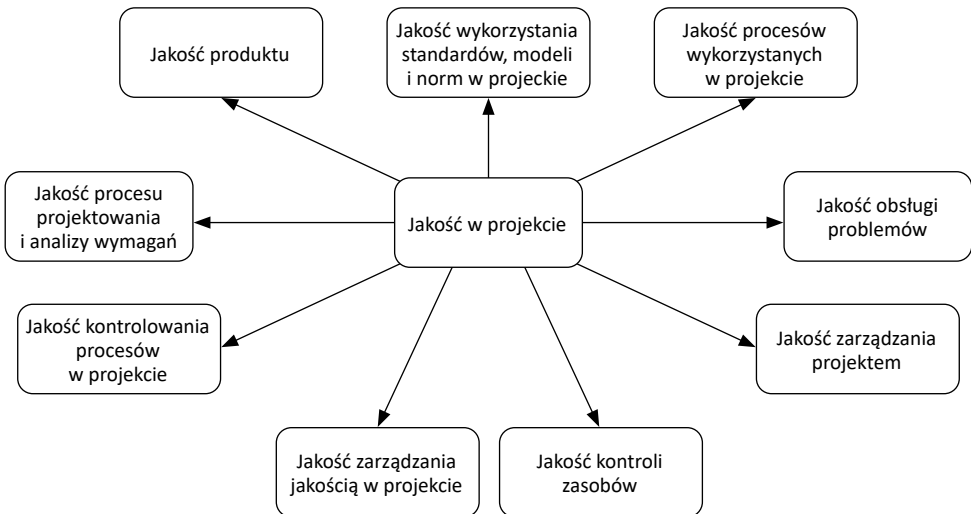 Jakość produktu
Jakość wykorzystania
standardów, modeli
i norm w projeckie
Jakość procesów
wykorzystanych
w projekcie
Jakość procesu
projektowania
i analizy wymagań
Jakość w projekcie
Jakość obsługi
problemów
Jakość kontrolowania
procesów
w projekcie
Jakość zarządzania
projektem
Jakość zarządzania
jakością w projekcie
Jakość kontroli
zasobów